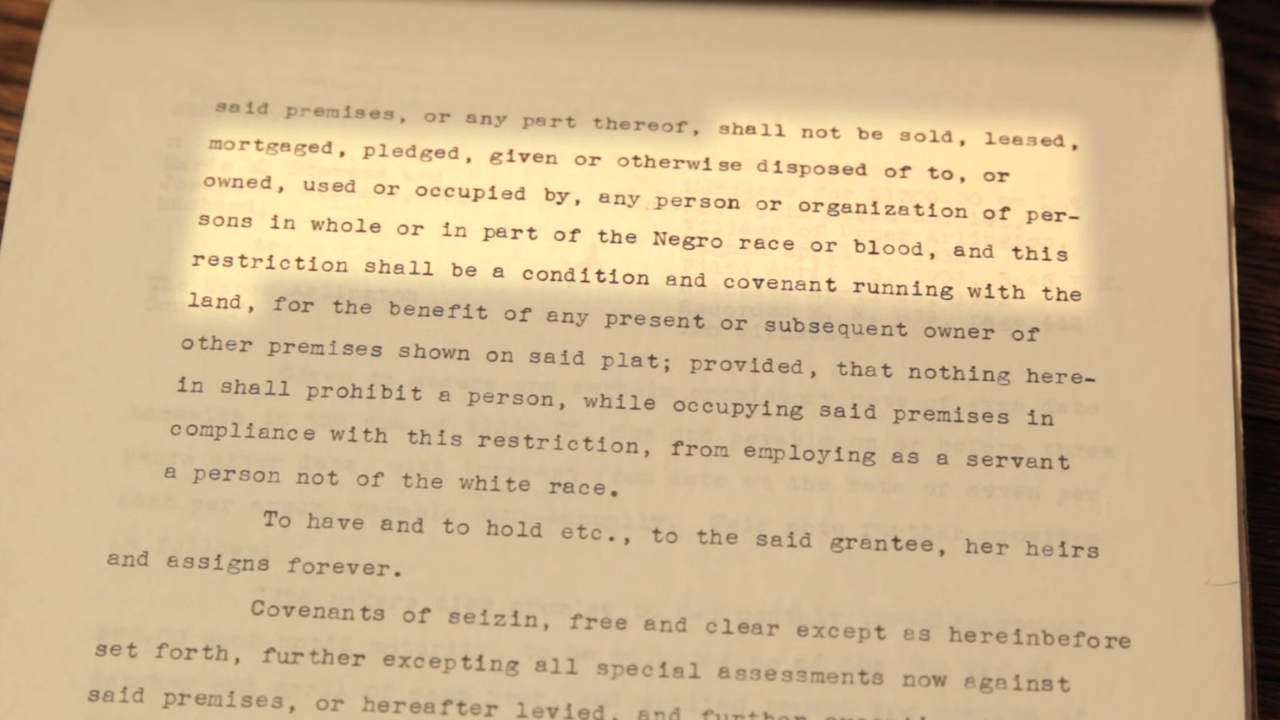 said premises, or any part thereof, shall not be sold, leased,
mortgaged, pledged, given or otherwise disposed of to, or
owned, used or occupied by, any person or organization of per-
sons in whole or in part of the Negro race or blood, and this
restriction shall be a condition and covenant running with the
land, for the benefit of any present or subsequent owner of
other premises shown on said plat; provided, that nothing here-
in shall prohibit a person, while occupying said premises in
compliance with this restriction, from employing as a servant
a person not of the white race.
To have and to hold etc., to the said grantee, her heirs
and assigns forever.
Covenants of seizin, free and clear except as hereinbefore
set forth, further excepting all special assessments now against
said premises, or hereafter levied, and further